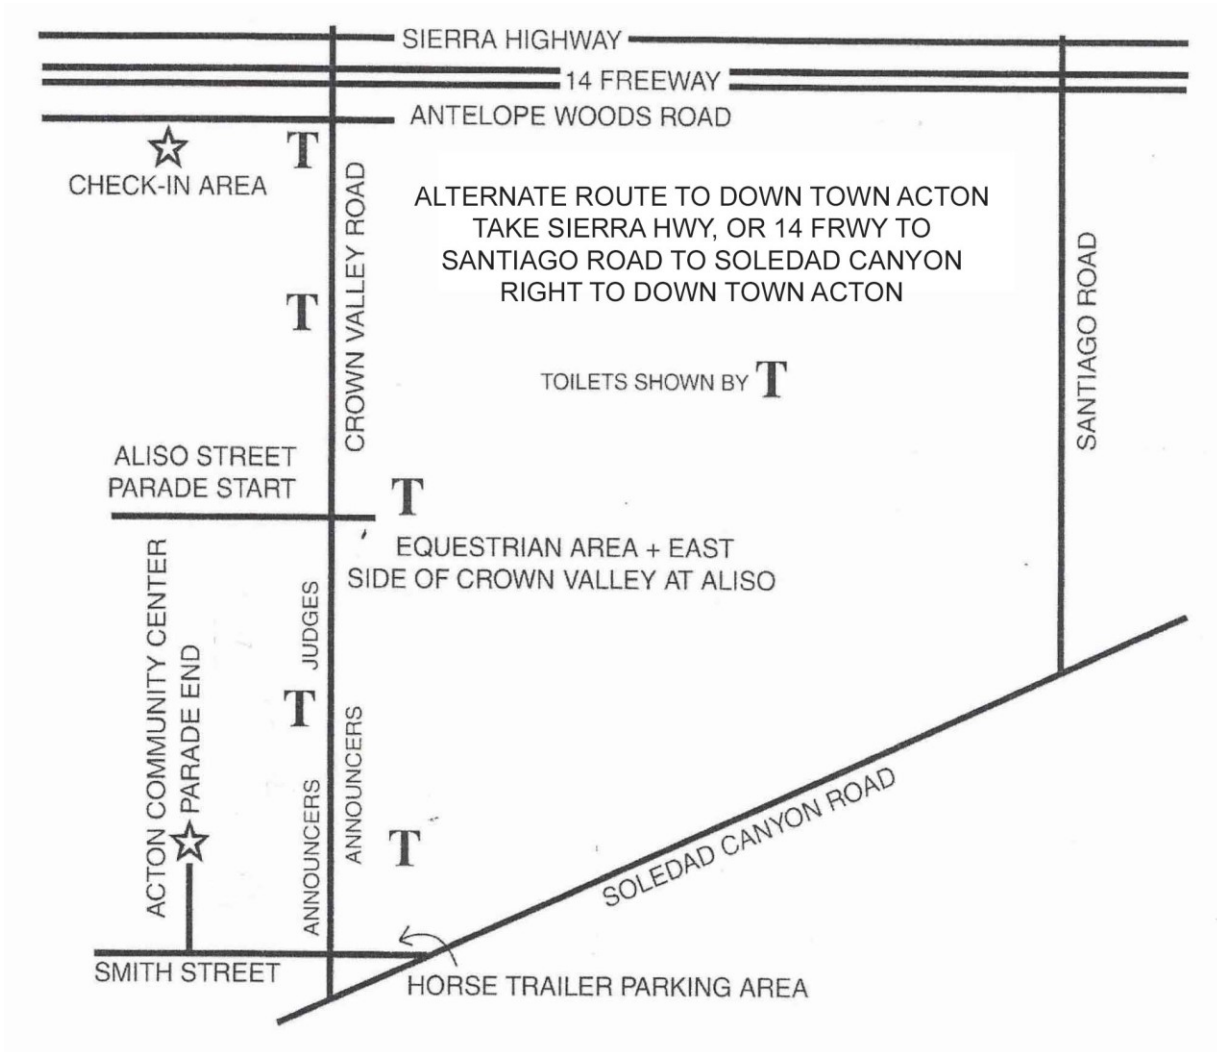 SIERRA HIGHWAY
14 FREEWAY
ANTELOPE WOODS ROAD
T
CHECK-IN AREA
CROWN VALLEY ROAD
ALTERNATE ROUTE TO DOWN TOWN ACTON
TAKE SIERRA HWY, OR 14 FRWY TO
SANTIAGO ROAD TO SOLEDAD CANYON
RIGHT TO DOWN TOWN ACTON
SANTIAGO ROAD
T
TOILETS SHOWN BY T
ALISO STREET
PARADE START
T
EQUESTRIAN AREA + EAST
SIDE OF CROWN VALLEY AT ALISO
ACTON COMMUNITY CENTER
PARADE END
JUDGES
T
ANNOUNCERS
ANNOUNCERS
T
SOLEDAD CANYON ROAD
SMITH STREET
HORSE TRAILER PARKING AREA